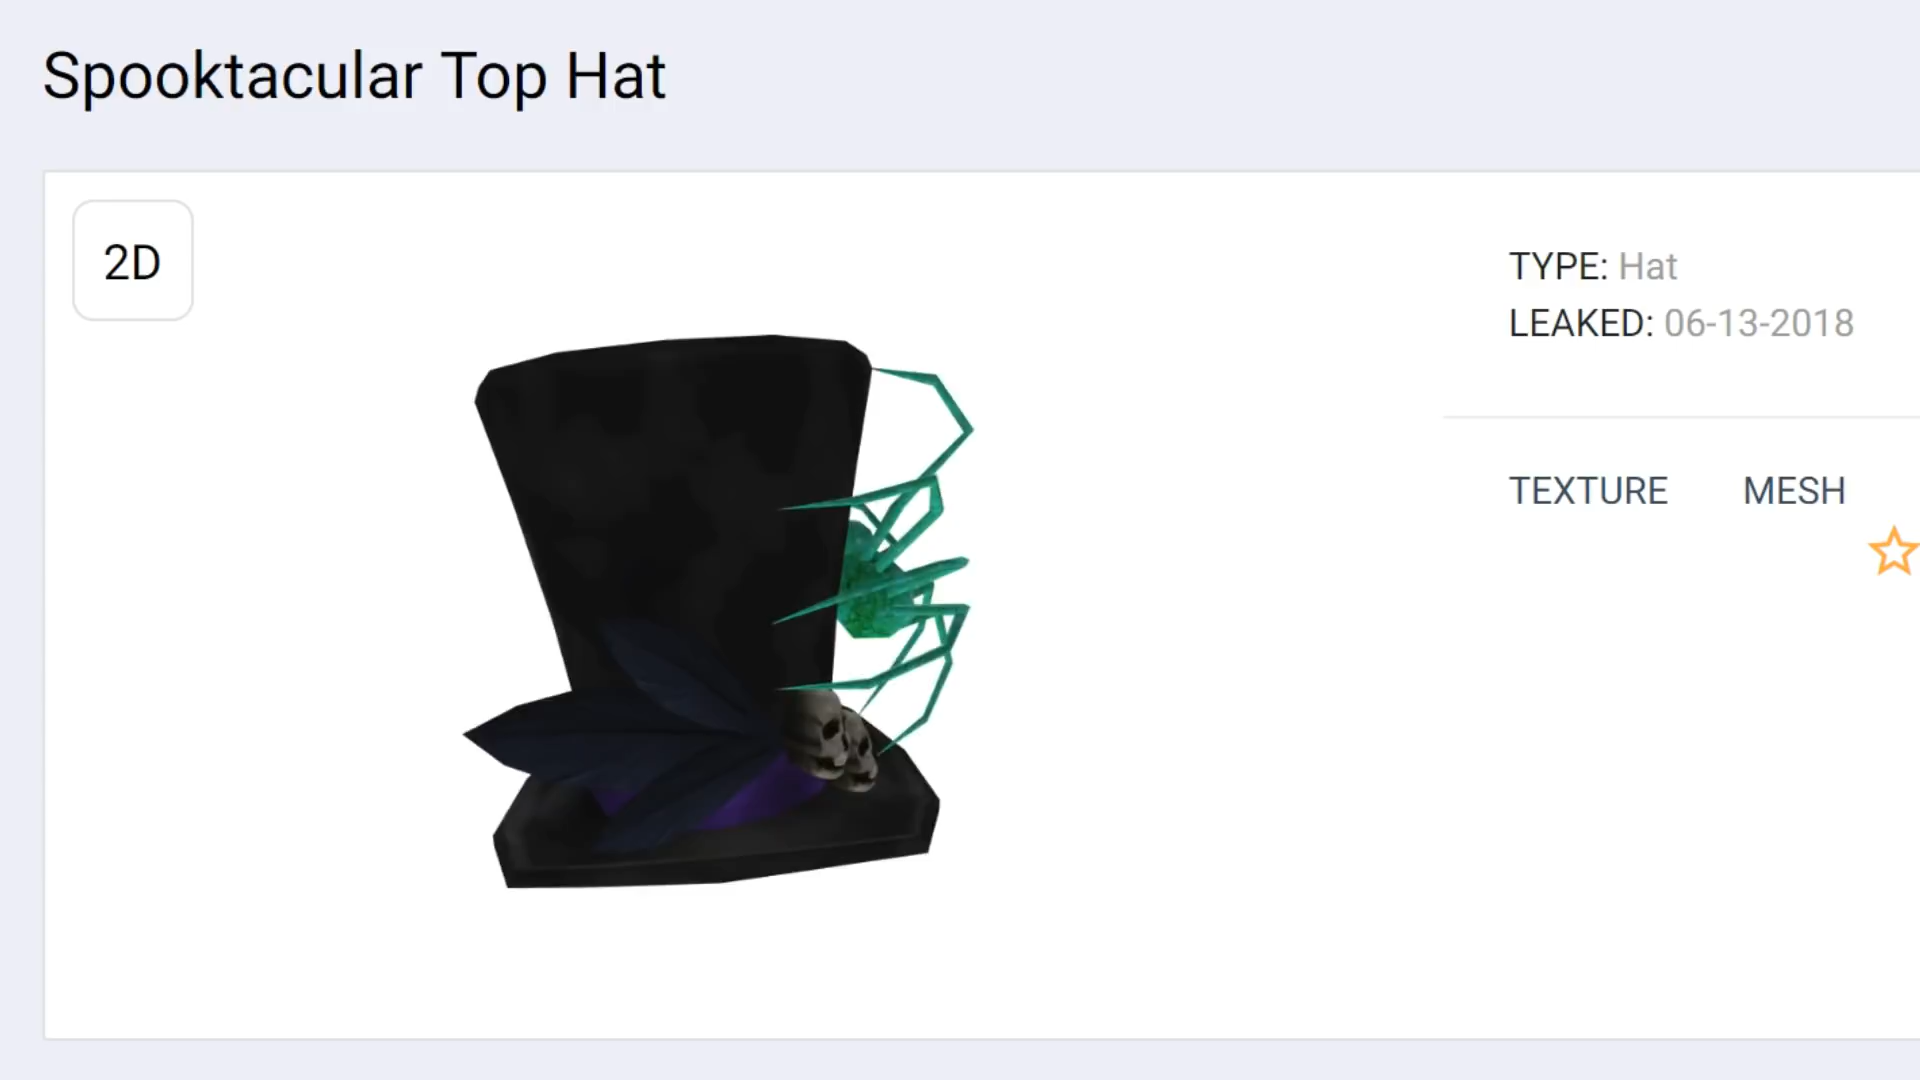 Spooktacular Top Hat
2D
TYPE: Hat
LEAKED: 06-13-2018
TEXTURE MESH